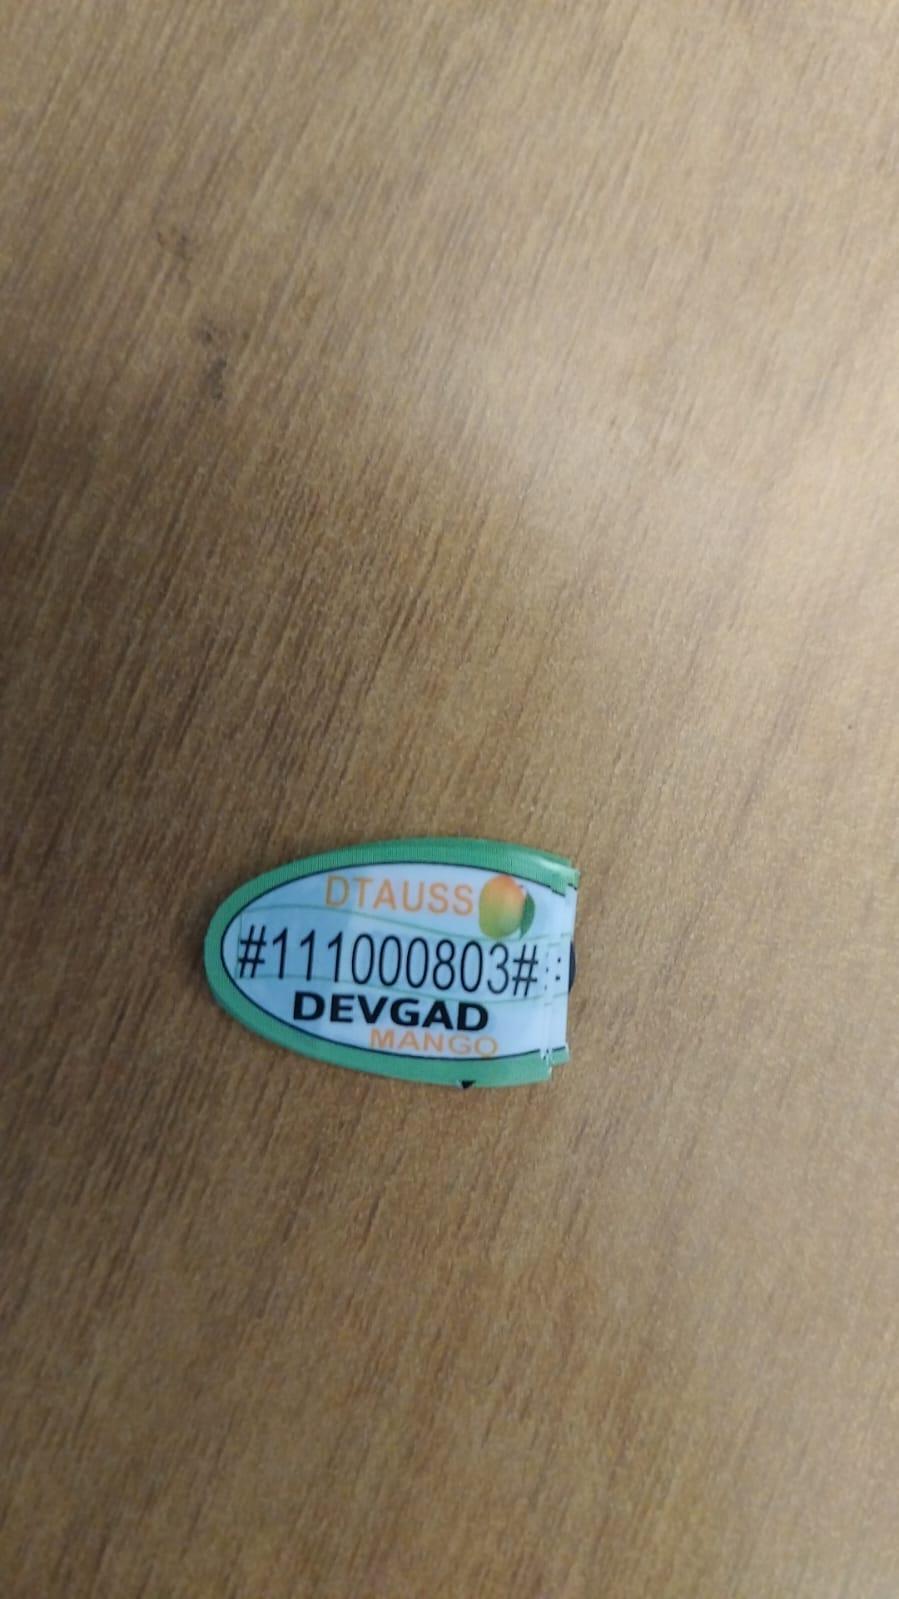 DTAUSS
#111000803#
DEVGAD
MANGO